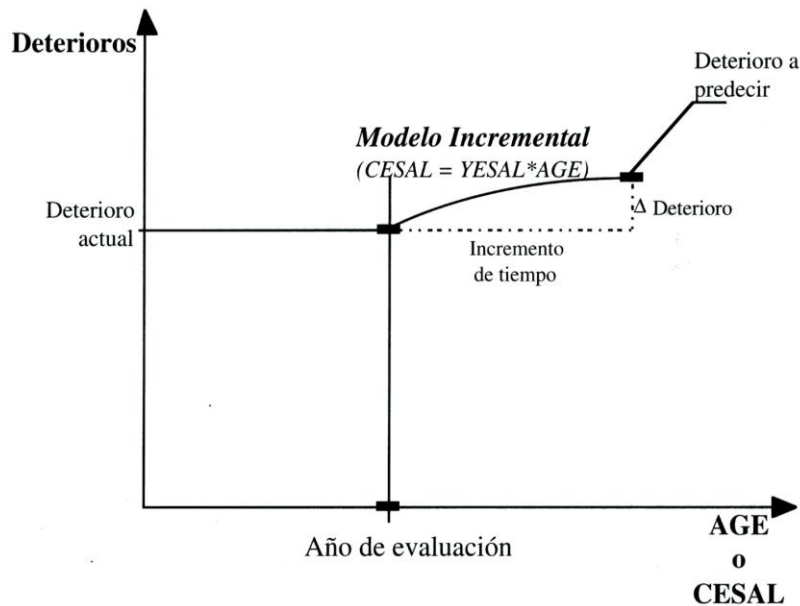 Deterioros
Deterioro a
predecir
Modelo Incremental
(CESAL = YESAL*AGE)
Deterioro
actual
Δ Deterioro
Incremento
de tiempo
Año de evaluación
AGE
o
CESAL